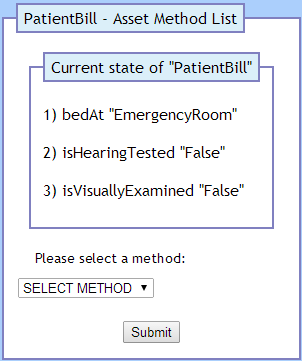 PatientBill - Asset Method List
Current state of "PatientBill"
1) bedAt "EmergencyRoom"
2) isHearingTested "False"
3) isVisuallyExamined "False"
Please select a method:
SELECT METHOD
Submit